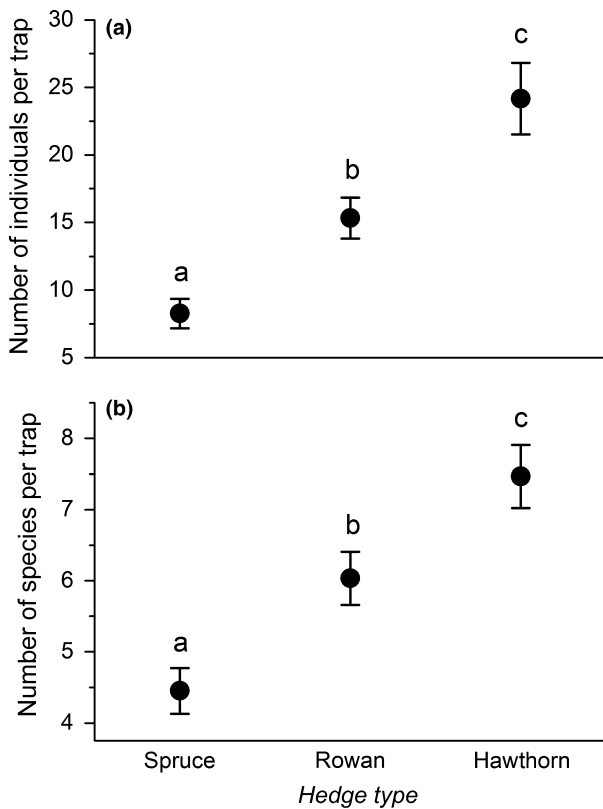 (a)
Number of individuals per trap
30
25
20
15
10
5
a
b
c
(b)
Number of species per trap
8
7
6
5
4
a
b
c
Spruce Rowan Hawthorn
Hedge type